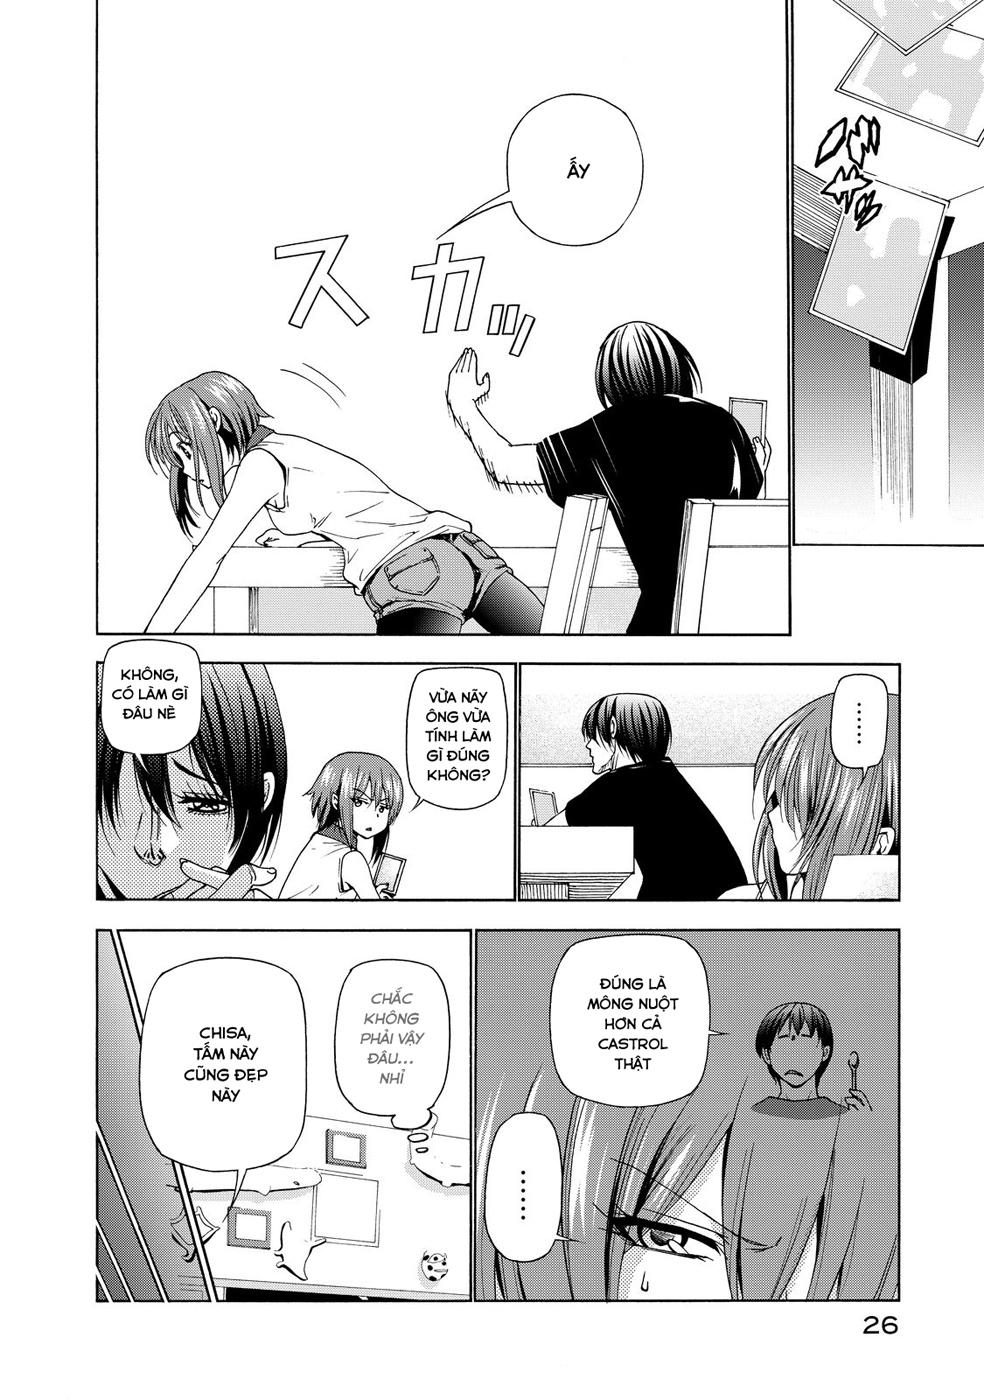 ẤY
スカッ
……
VỪA NÃY
ÔNG VỪA
TÍNH LÀM
GÌ ĐÚNG
KHÔNG?
KHÔNG,
CÓ LÀM GÌ
ĐÂU NÈ
ĐÚNG LÀ
MÔNG NUỘT
HƠN CẢ
CASTROL
THẬT
……
CHẮC
KHÔNG
PHẢI VẬY
ĐÂU...
NHỈ
CHISA,
TẤM NÀY
CŨNG ĐẸP
NÀY
26